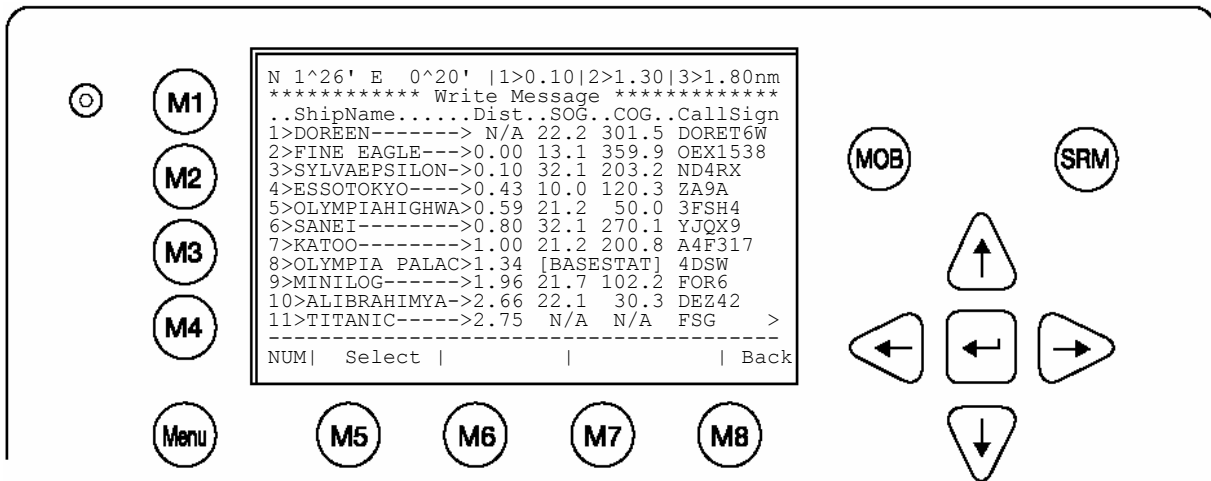 N 1^26' E  0^20' |1>0.10|2>1.30|3>1.80nm
************ Write Message *************
..ShipName......Dist..SOG..COG..CallSign
1>DOREEN-------> N/A 22.2 301.5 DORET6W
2>FINE EAGLE--->0.00 13.1 359.9 OEX1538
3>SYLVAEPSILON->0.10 32.1 203.2 ND4RX
4>ESSOTOKYO---->0.43 10.0 120.3 ZA9A
5>OLYMPIAHIGHWA>0.59 21.2  50.0 3FSH4
6>SANEI-------->0.80 32.1 270.1 YJQX9
7>KATOO-------->1.00 21.2 200.8 A4F317
8>OLYMPIA PALAC>1.34 [BASESTAT] 4DSW
9>MINILOG------>1.96 21.7 102.2 FOR6
10>ALIBRAHIMYA->2.66 22.1  30.3 DEZ42
11>TITANIC----->2.75  N/A  N/A  FSG   >
----------------------------------------
NUM|  Select |        |         | Back
M1
M2
M3
M4
Menu
M5
M6
M7
M8
MOB
SRM